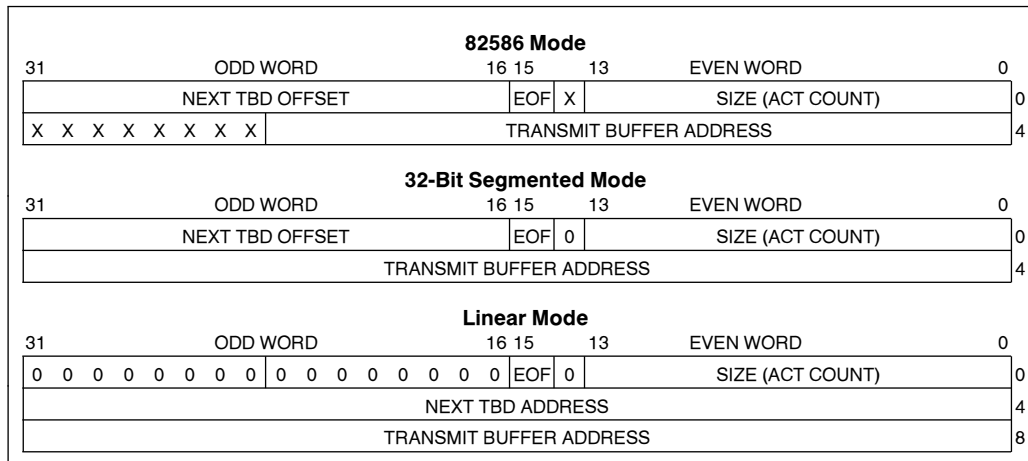 82586 Mode
31 ODD WORD 16 15 13 EVEN WORD 0
NEXT TBD OFFSET EOF X SIZE (ACT COUNT) 0
X X X X X X X X TRANSMIT BUFFER ADDRESS 4
32-Bit Segmented Mode
31 ODD WORD 16 15 13 EVEN WORD 0
NEXT TBD OFFSET EOF 0 SIZE (ACT COUNT) 0
TRANSMIT BUFFER ADDRESS 4
Linear Mode
31 ODD WORD 16 15 13 EVEN WORD 0
0 0 0 0 0 0 0 0 0 0 0 0 0 0 0 0 EOF 0 SIZE (ACT COUNT) 0
NEXT TBD ADDRESS 4
TRANSMIT BUFFER ADDRESS 8